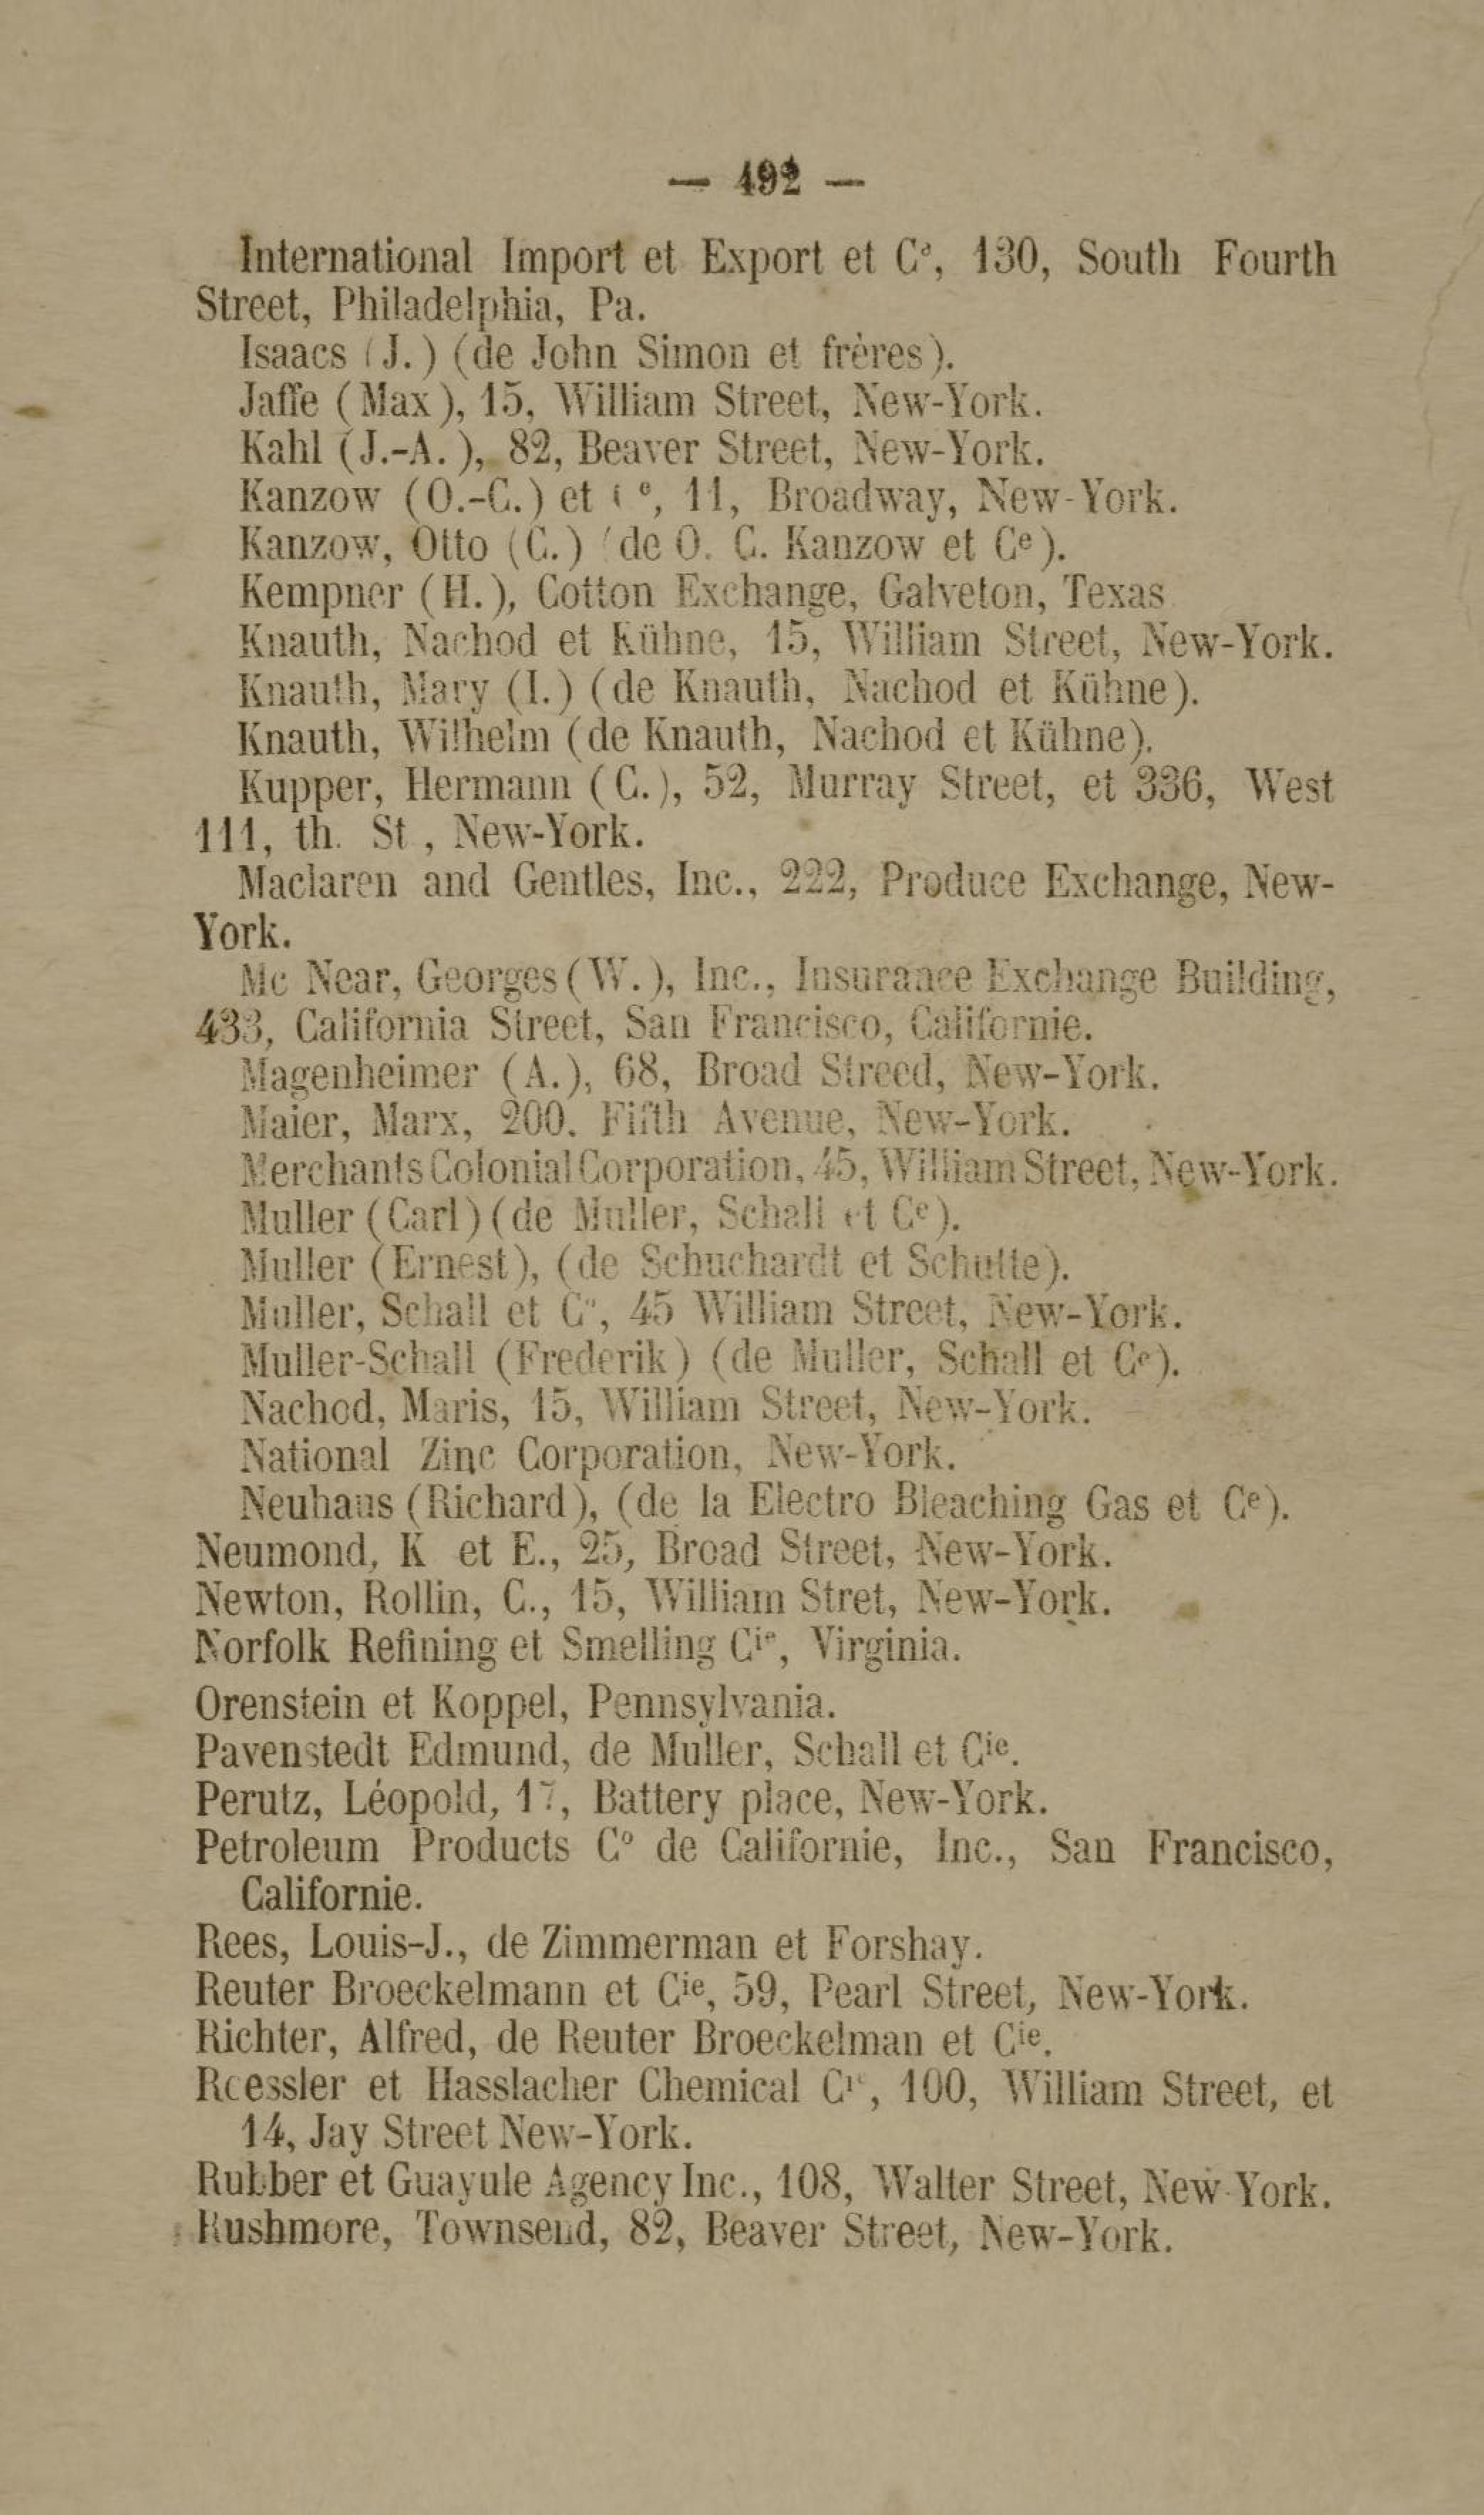 — 492 —
International Import et Export et Cᵉ, 130, South Fourth
Street, Philadelphia, Pa.
Isaacs (J.) (de John Simon et frères).
Jaffe (Max), 15, William Street, New-York.
Kahl (J.-A.), 82, Beaver Street, New-York.
Kanzow (O.-C.) et Cᵉ, 11, Broadway, New-York.
Kanzow, Otto (C.) (de O. C. Kanzow et Cᵉ).
Kempner (H.), Cotton Exchange, Galveton, Texas
Knauth, Nachod et Kühne, 15, William Street, New-York.
Knauth, Mary (I.) (de Knauth, Nachod et Kühne).
Knauth, Wilhelm (de Knauth, Nachod et Kühne).
Kupper, Hermann (C.), 52, Murray Street, et 336, West
111, th. St., New-York.
Maclaren and Gentles, Inc., 222, Produce Exchange, New-
York.
Mc Near, Georges (W.), Inc., Insurance Exchange Building,
433, California Street, San Francisco, Californie.
Magenheimer (A.), 68, Broad Streed, New-York.
Maier, Marx, 200. Fifth Avenue, New-York.
Merchants Colonial Corporation, 45, William Street, New-York.
Muller (Carl) (de Muller, Schall et Cᵉ).
Muller (Ernest), (de Schuchardt et Schutte).
Muller, Schall et Cᵉ, 45 William Street, New-York.
Muller-Schall (Frederik) (de Muller, Schall et Cᵉ).
Nachod, Maris, 15, William Street, New-York.
National Zinc Corporation, New-York.
Neuhaus (Richard), (de la Electro Bleaching Gas et Cᵉ).
Neumond, K et E., 25, Broad Street, New-York.
Newton, Rollin, C., 15, William Stret, New-York.
Norfolk Refining et Smelling Cⁱᵉ, Virginia.
Orenstein et Koppel, Pennsylvania.
Pavenstedt Edmund, de Muller, Schall et Cⁱᵉ.
Perutz, Léopold, 17, Battery place, New-York.
Petroleum Products Cº de Californie, Inc., San Francisco,
Californie.
Rees, Louis-J., de Zimmerman et Forshay.
Reuter Broeckelmann et Cⁱᵉ, 59, Pearl Street, New-York.
Richter, Alfred, de Reuter Broeckelman et Cⁱᵉ.
Roessler et Hasslacher Chemical Cⁱᵉ, 100, William Street, et
14, Jay Street New-York.
Rubber et Guayule Agency Inc., 108, Walter Street, New-York.
Rushmore, Townsend, 82, Beaver Street, New-York.